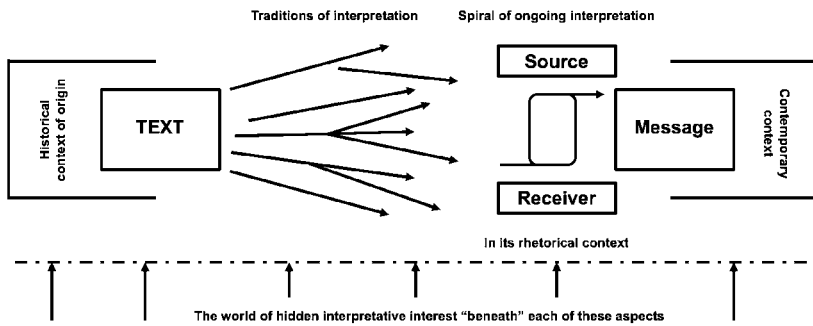 Traditions of interpretation
Spiral of ongoing interpretation
Historical
context of origin
TEXT
Source
Receiver
Message
Contemporary
context
In its rhetorical context
The world of hidden interpretative interest “beneath” each of these aspects